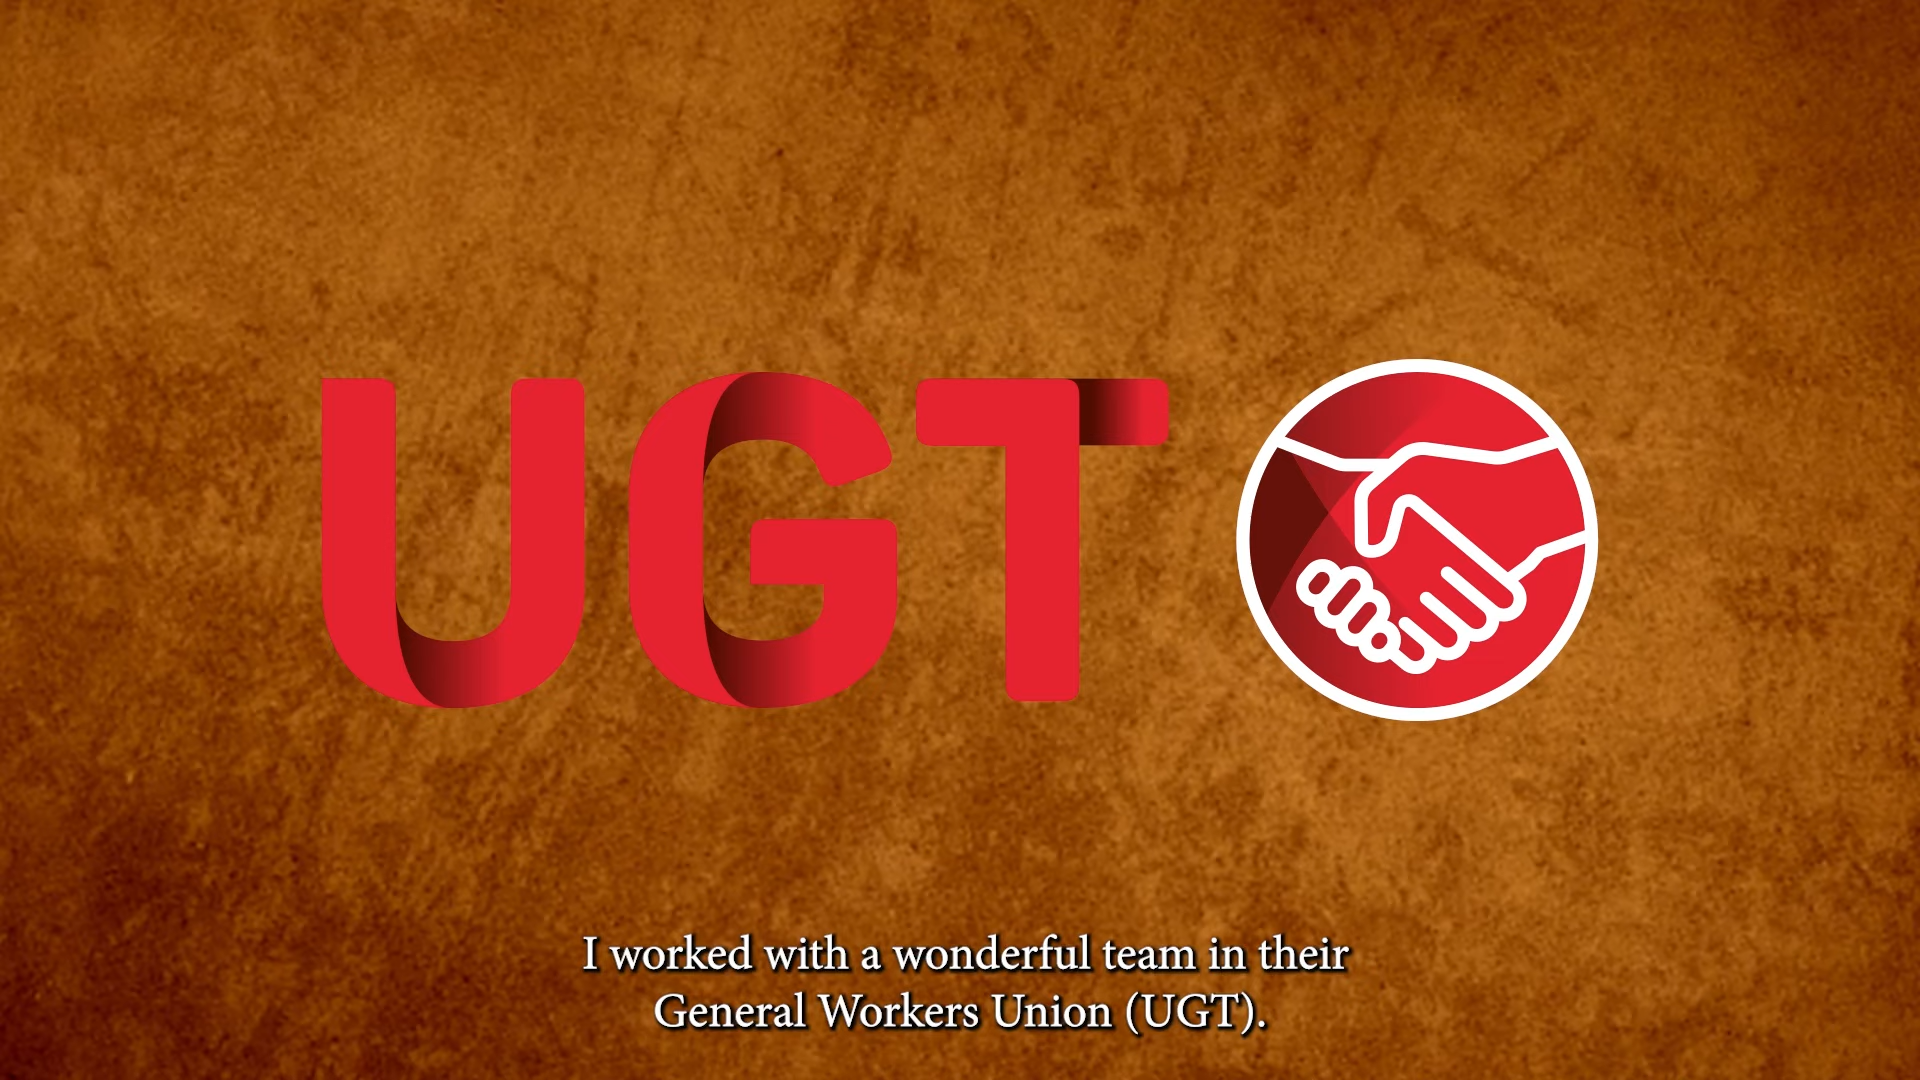 UGT
I worked with a wonderful team in their
General Workers Union (UGT).